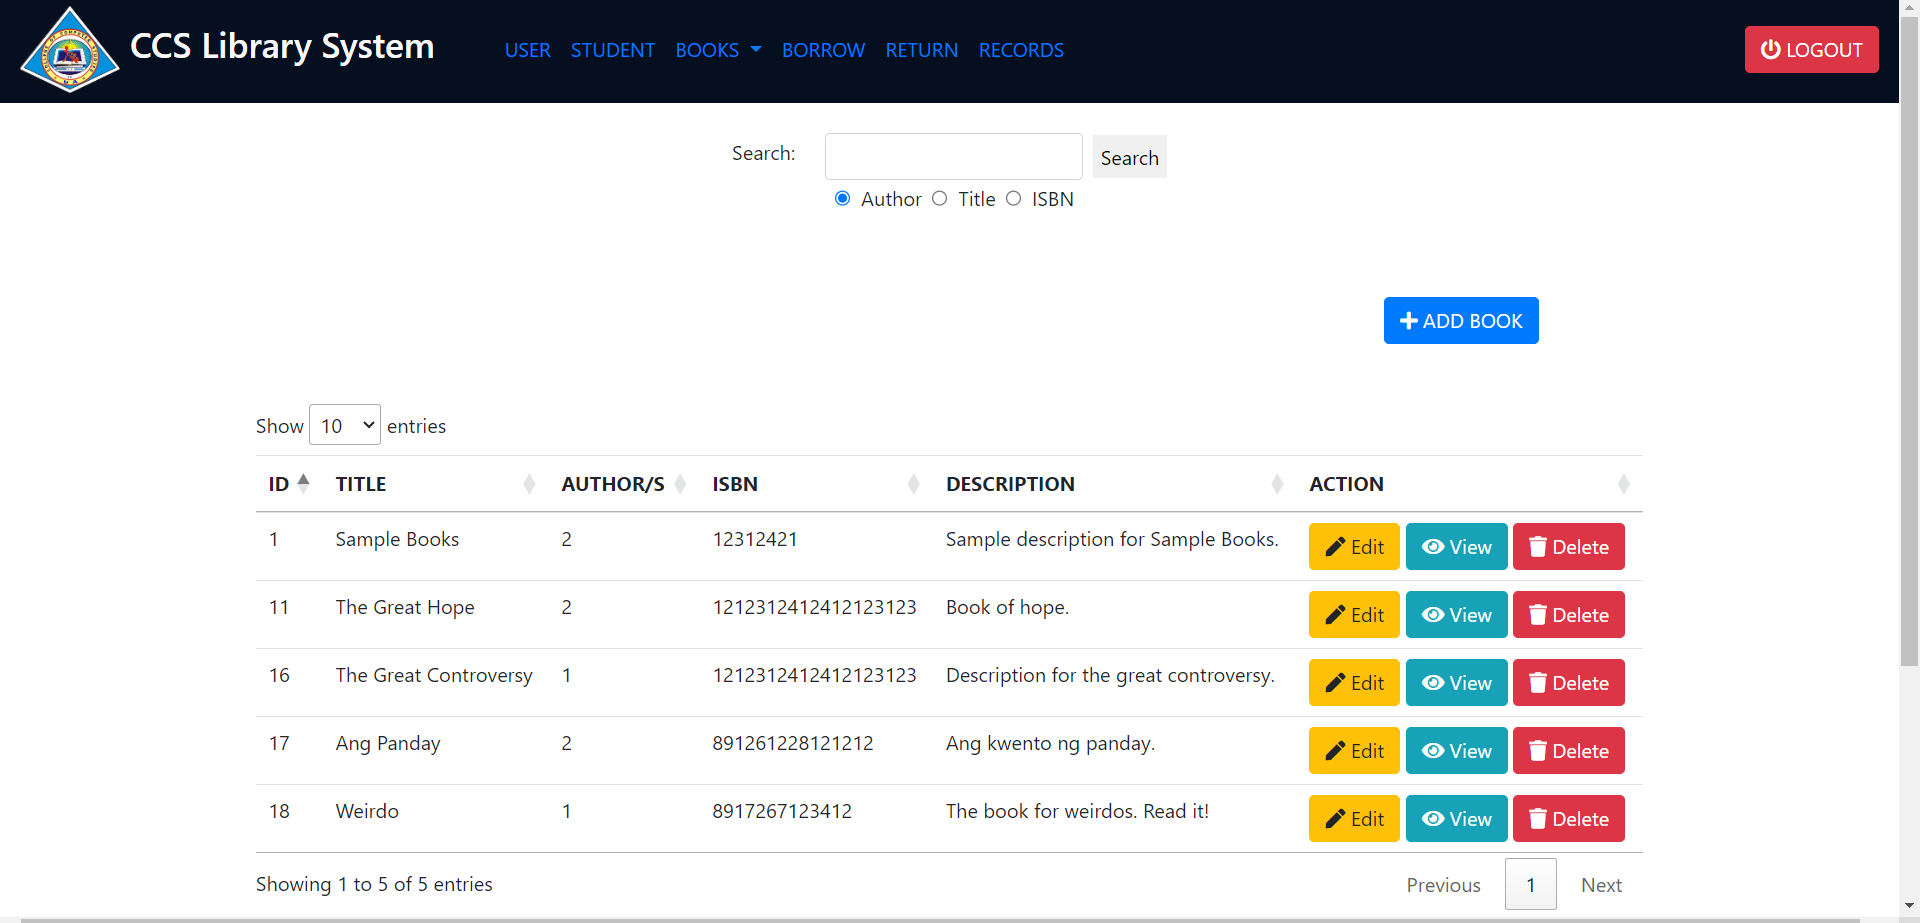 CCS Library System USER STUDENT BOOKS BORROW RETURN RECORDS LOGOUT
Search: Search
Author Title ISBN
ADD BOOK
Show 10 entries
ID TITLE AUTHOR/S ISBN DESCRIPTION ACTION
1 Sample Books 2 12312421 Sample description for Sample Books. Edit View Delete
11 The Great Hope 2 1212312412412123123 Book of hope. Edit View Delete
16 The Great Controversy 1 1212312412412123123 Description for the great controversy. Edit View Delete
17 Ang Panday 2 891261228121212 Ang kwento ng panday. Edit View Delete
18 Weirdo 1 8917267123412 The book for weirdos. Read it! Edit View Delete
Showing 1 to 5 of 5 entries Previous 1 Next